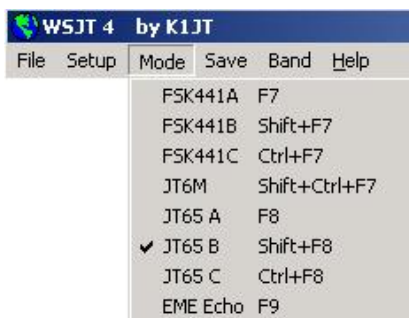 WSJT 4 by K1JT
File Setup Mode Save Band Help
FSK441A F7
FSK441B Shift+F7
FSK441C Ctrl+F7
JT6M Shift+Ctrl+F7
JT65 A F8
JT65 B Shift+F8
JT65 C Ctrl+F8
EME Echo F9